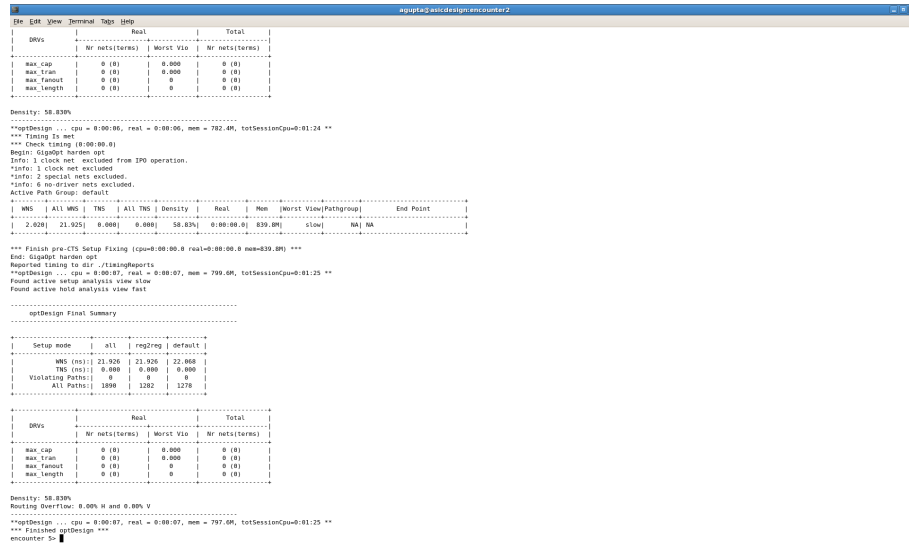 agupta@asicdesign:encounter2
File Edit View Terminal Tabs Help
| | Real | Total |
| DRVs +------------------+------------+------------------|
| | Nr nets(terms) | Worst Vio | Nr nets(terms) |
+----------------+------------------+------------+------------------+
| max_cap | 0 (0) | 0.000 | 0 (0) |
| max_tran | 0 (0) | 0.000 | 0 (0) |
| max_fanout | 0 (0) | 0 | 0 (0) |
| max_length | 0 (0) | 0 | 0 (0) |
+----------------+------------------+------------+------------------+
Density: 58.830%
------------------------------------------------------------
**optDesign ... cpu = 0:00:06, real = 0:00:06, mem = 782.4M, totSessionCpu=0:01:24 **
*** Timing Is met
*** Check timing (0:00:00.0)
Begin: GigaOpt harden opt
Info: 1 clock net excluded from IPO operation.
*info: 1 clock net excluded
*info: 2 special nets excluded.
*info: 6 no-driver nets excluded.
Active Path Group: default
+--------+--------+--------+--------+--------+----------+--------+----------+---------+---------------------------+
| WNS | All WNS | TNS | All TNS | Density | Real | Mem |Worst View|Pathgroup| End Point |
+--------+--------+--------+--------+--------+----------+--------+----------+---------+---------------------------+
| 2.020| 21.925| 0.000| 0.000| 58.83%| 0:00:00.0| 839.8M| slow| NA| NA |
+--------+--------+--------+--------+--------+----------+--------+----------+---------+---------------------------+
*** Finish pre-CTS Setup Fixing (cpu=0:00:00.0 real=0:00:00.0 mem=839.8M) ***
End: GigaOpt harden opt
Reported timing to dir ./timingReports
**optDesign ... cpu = 0:00:07, real = 0:00:07, mem = 799.6M, totSessionCpu=0:01:25 **
Found active setup analysis view slow
Found active hold analysis view fast
------------------------------------------------------------
optDesign Final Summary
------------------------------------------------------------
+--------------------+---------+---------+---------+
| Setup mode | all | reg2reg | default |
+--------------------+---------+---------+---------+
| WNS (ns):| 21.926 | 21.926 | 22.068 |
| TNS (ns):| 0.000 | 0.000 | 0.000 |
| Violating Paths:| 0 | 0 | 0 |
| All Paths:| 1890 | 1282 | 1278 |
+--------------------+---------+---------+---------+
+----------------+-------------------------------+------------------+
| | Real | Total |
| DRVs +------------------+------------+------------------|
| | Nr nets(terms) | Worst Vio | Nr nets(terms) |
+----------------+------------------+------------+------------------+
| max_cap | 0 (0) | 0.000 | 0 (0) |
| max_tran | 0 (0) | 0.000 | 0 (0) |
| max_fanout | 0 (0) | 0 | 0 (0) |
| max_length | 0 (0) | 0 | 0 (0) |
+----------------+------------------+------------+------------------+
Density: 58.830%
Routing Overflow: 0.00% H and 0.00% V
------------------------------------------------------------
**optDesign ... cpu = 0:00:07, real = 0:00:07, mem = 797.6M, totSessionCpu=0:01:25 **
*** Finished optDesign ***
encounter 5>